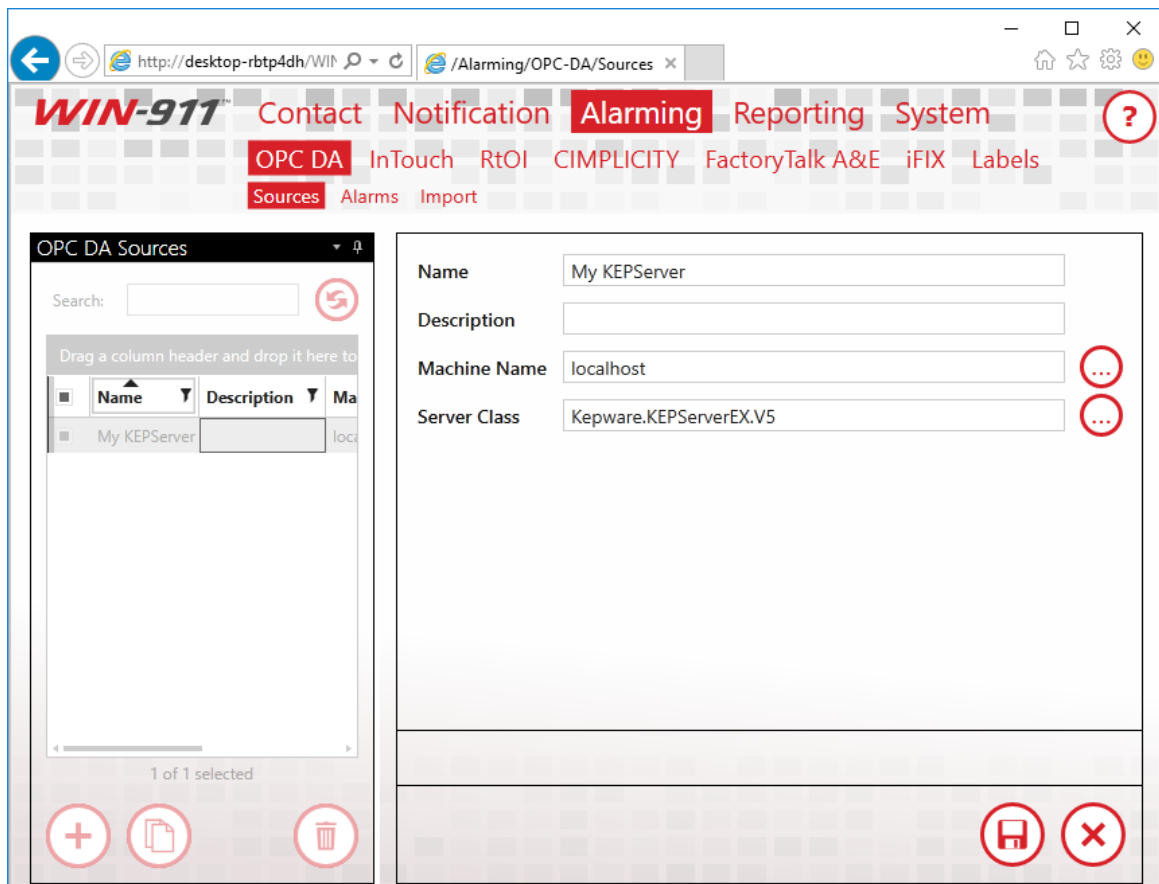 http://desktop-rbtp4dh/WIN
/Alarming/OPC-DA/Sources
WIN-911™ Contact Notification Alarming Reporting System ?
OPC DA InTouch RtOI CIMPLICITY FactoryTalk A&E iFIX Labels
Sources Alarms Import
OPC DA Sources
Search:
Drag a column header and drop it here to
Name Description Ma
My KEPServer loca
1 of 1 selected
Name My KEPServer
Description
Machine Name localhost ...
Server Class Kepware.KEPServerEX.V5 ...